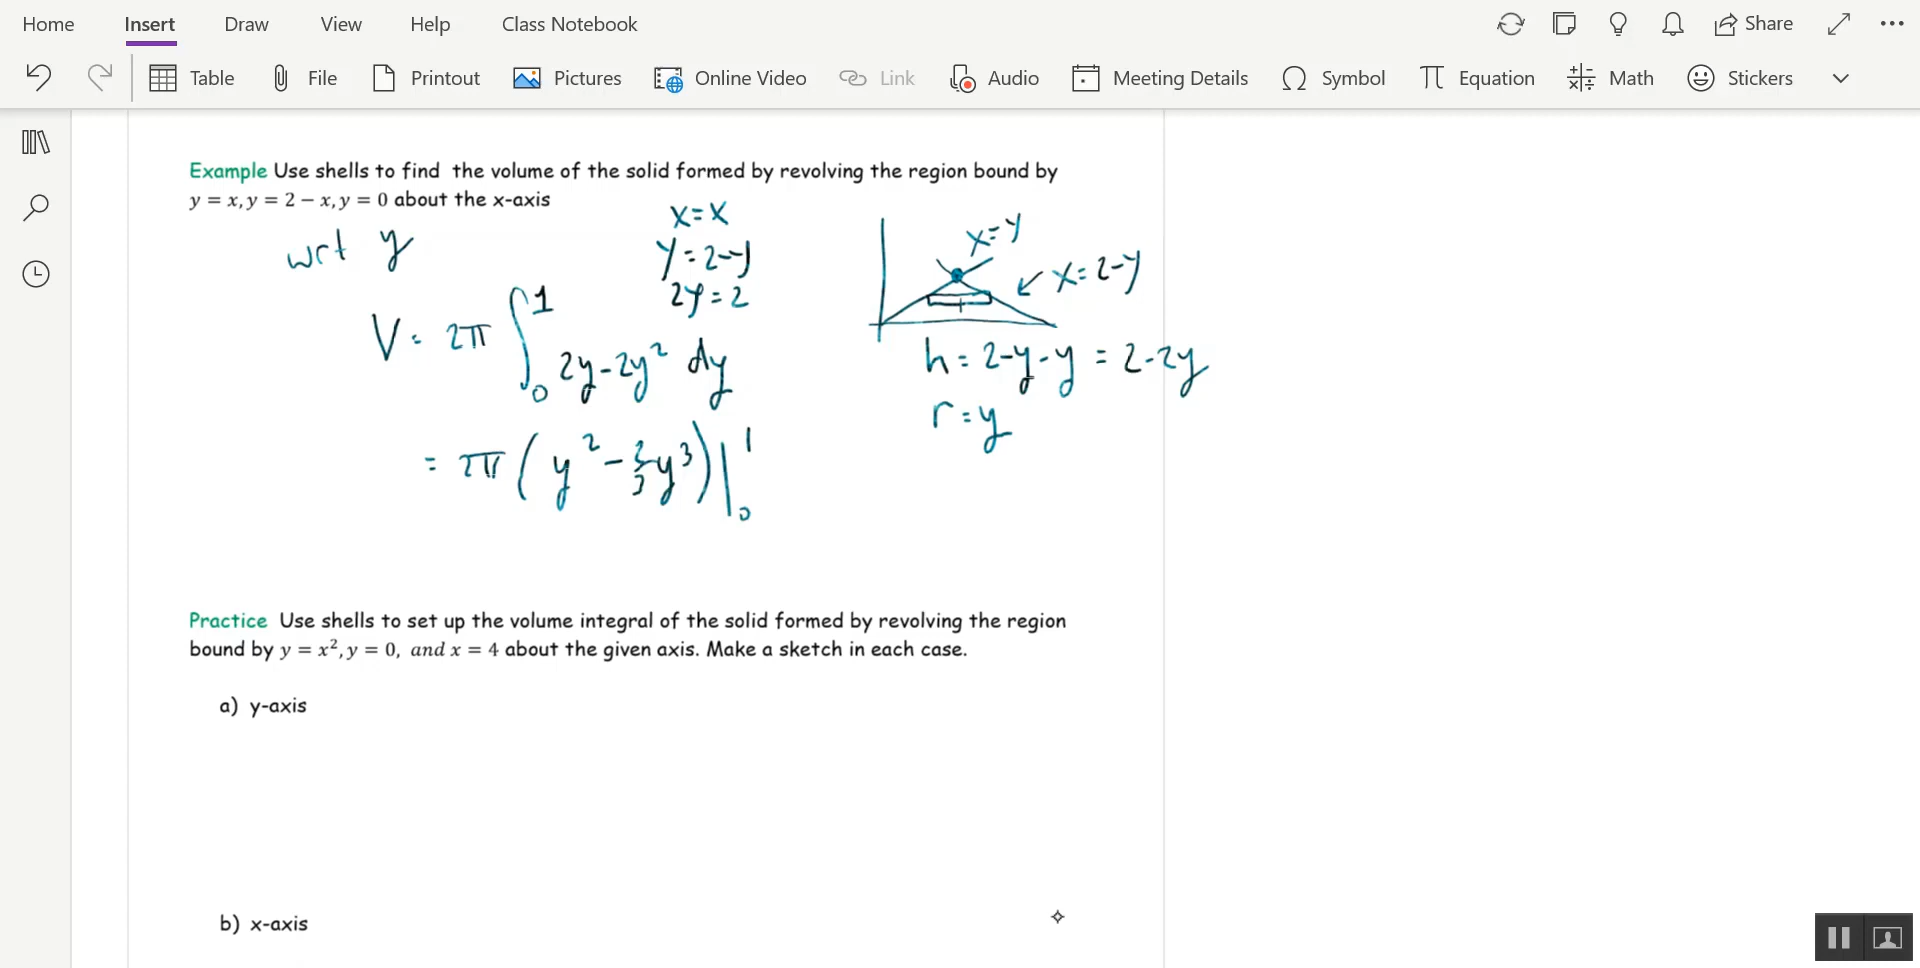 Home Insert Draw View Help Class Notebook Share
Table File Printout Pictures Online Video Link Audio Meeting Details Symbol Equation Math Stickers
Example Use shells to find the volume of the solid formed by revolving the region bound by
y = x, y = 2 − x, y = 0 about the x-axis
wrt y
x = x
y = 2-y
2y = 2
x = y
x = 2-y
V = 2π ∫₀¹ 2y - 2y² dy
h = 2-y-y = 2-2y
r = y
= 2π (y² - 2/3 y³) |₀¹
Practice Use shells to set up the volume integral of the solid formed by revolving the region
bound by y = x², y = 0, and x = 4 about the given axis. Make a sketch in each case.
a) y-axis
b) x-axis